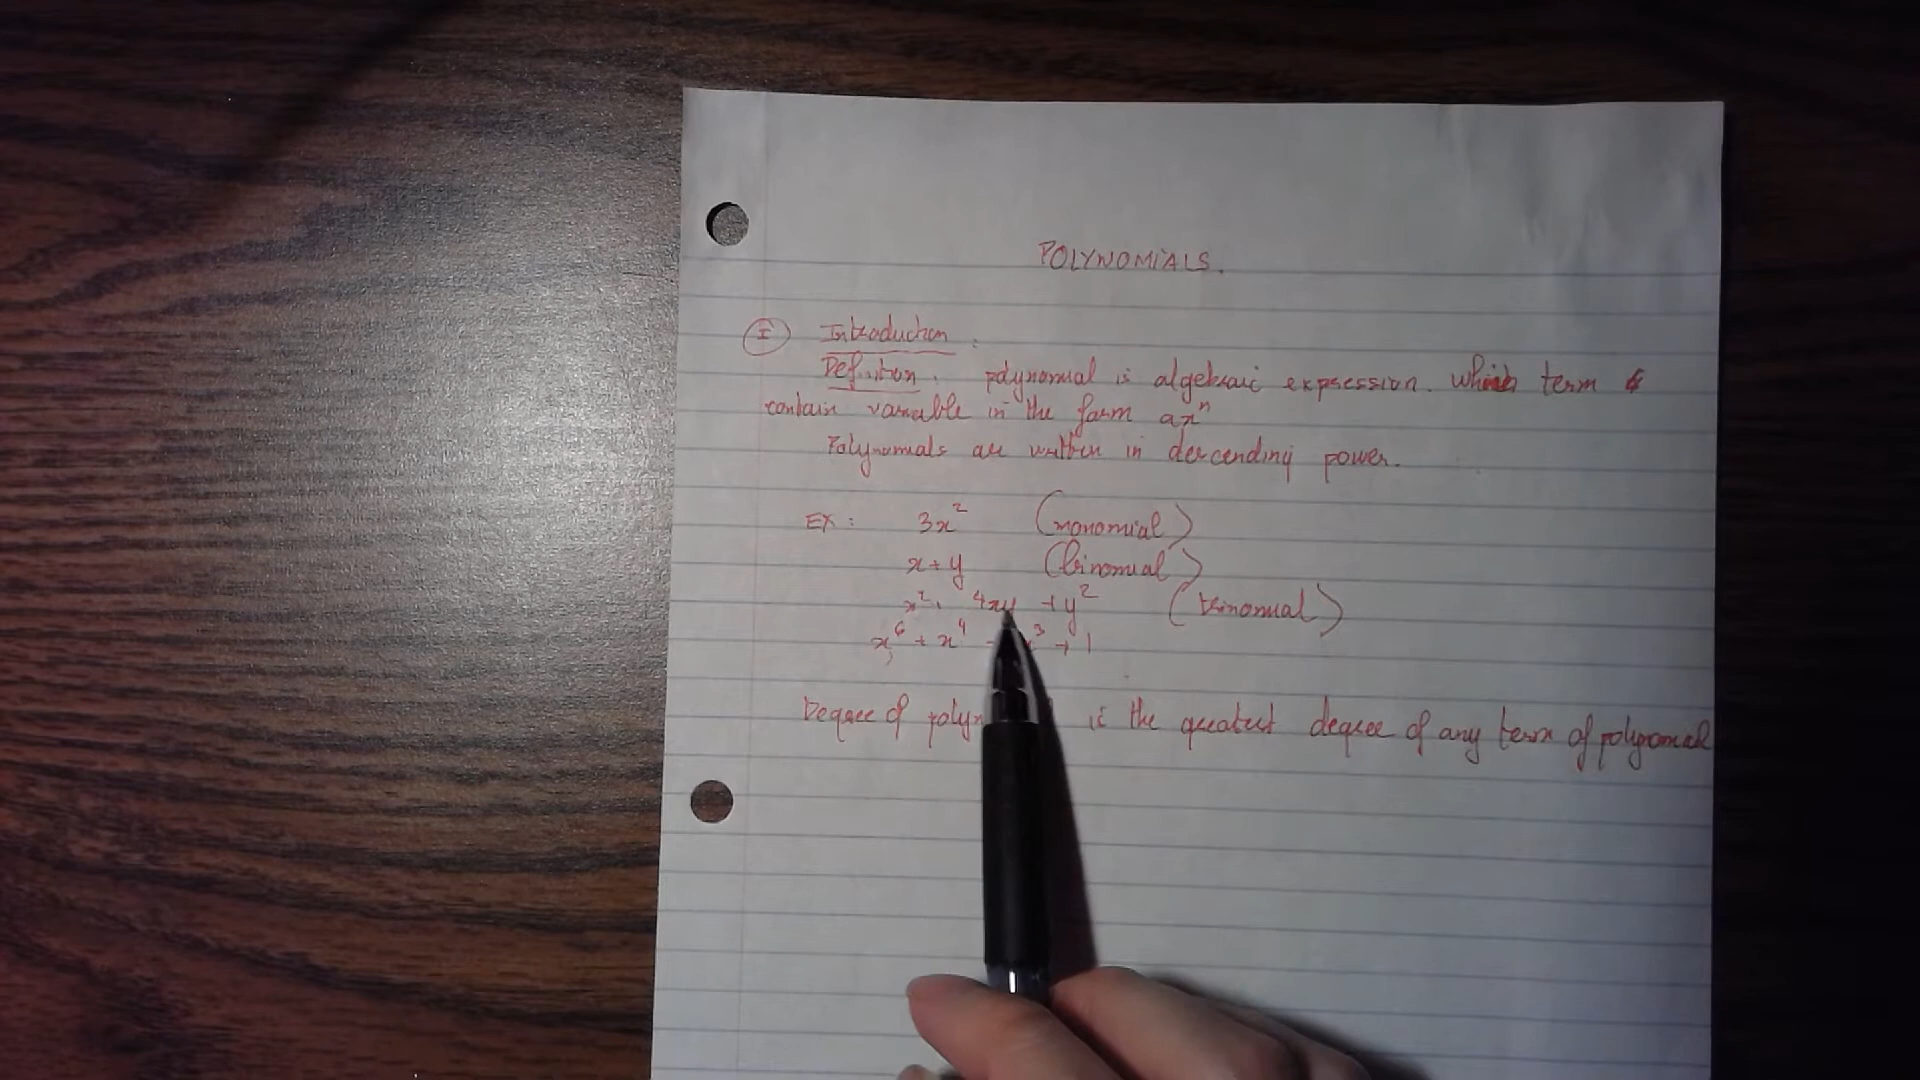 POLYNOMIALS.
I Introduction :
Definition . polynomial is algebraic expression. which term
contain variable in the form axⁿ
Polynomials are written in descending power.
EX : 3x² (monomial)
x + y (binomial)
x² 4xy + y² (trinomial)
x⁶ + x⁴ - x³ + 1
Degree of is the greatest degree of any term of polynomial